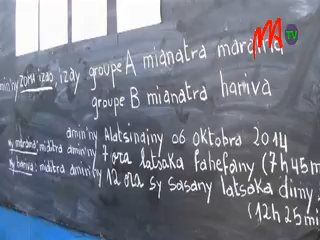 MA TV
amin'ny ZOMA izao, izay groupe A mianatra maraina
groupe B mianatra hariva
amin'ny Alatsinainy 06 oktobra 2014
Ny maraina: miditra amin'ny 7 ora latsaka fahefany (7h45m
Ny hariva: miditra amin'ny 12 ora sy sasany latsaka dimy
(12h25mi